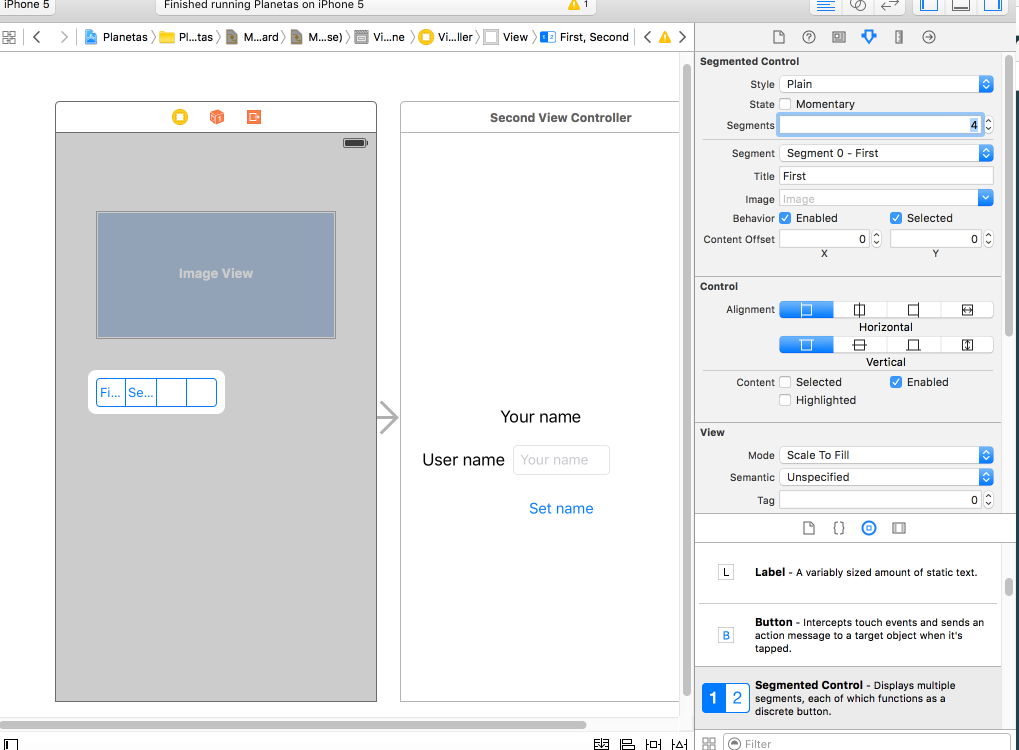 iPhone 5
Finished running Planetas on iPhone 5
1
Planetas
Pl...tas
M...ard
M...se)
Vi...ne
Vi...ller
View
First, Second
Segmented Control
Style Plain
State Momentary
Segments 4
Segment Segment 0 - First
Title First
Image Image
Behavior Enabled Selected
Content Offset 0 0
X Y
Control
Alignment
Horizontal
Vertical
Content Selected Enabled
Highlighted
View
Mode Scale To Fill
Semantic Unspecified
Tag 0
Second View Controller
Image View
Fi... Se...
Your name
User name Your name
Set name
L
Label - A variably sized amount of static text.
B
Button - Intercepts touch events and sends an
action message to a target object when it's
tapped.
1 2
Segmented Control - Displays multiple
segments, each of which functions as a
discrete button.
Filter